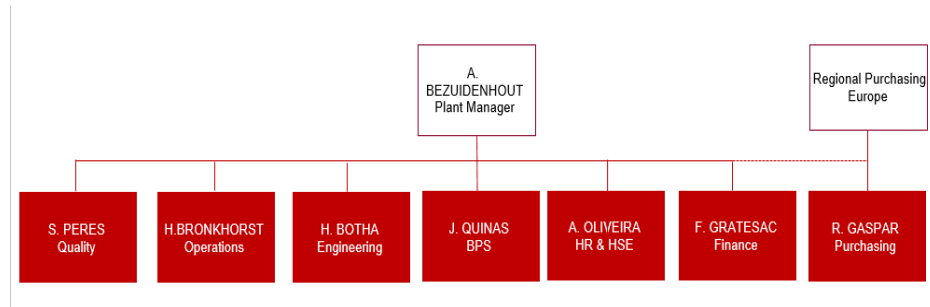 A.
BEZUIDENHOUT
Plant Manager
Regional Purchasing
Europe
S. PERES
Quality
H.BRONKHORST
Operations
H. BOTHA
Engineering
J. QUINAS
BPS
A. OLIVEIRA
HR & HSE
F. GRATESAC
Finance
R. GASPAR
Purchasing